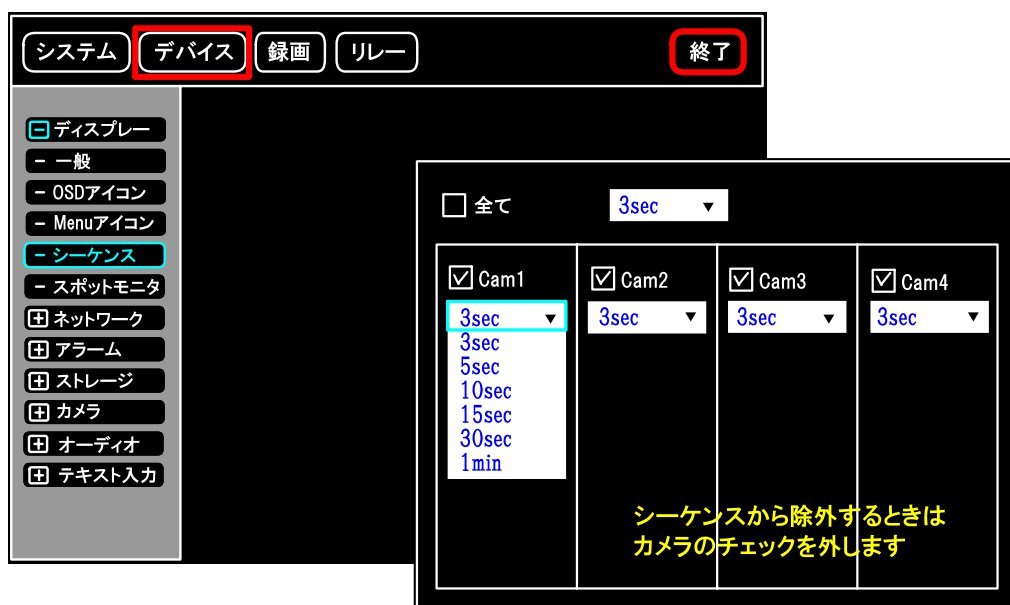 システム デバイス 録画 リレー 終了
ディスプレー
- 一般
- OSDアイコン
- Menuアイコン
- シーケンス
- スポットモニタ
ネットワーク
アラーム
ストレージ
カメラ
オーディオ
テキスト入力
全て 3sec
Cam1 Cam2 Cam3 Cam4
3sec 3sec 3sec 3sec
3sec
5sec
10sec
15sec
30sec
1min
シーケンスから除外するときは
カメラのチェックを外します